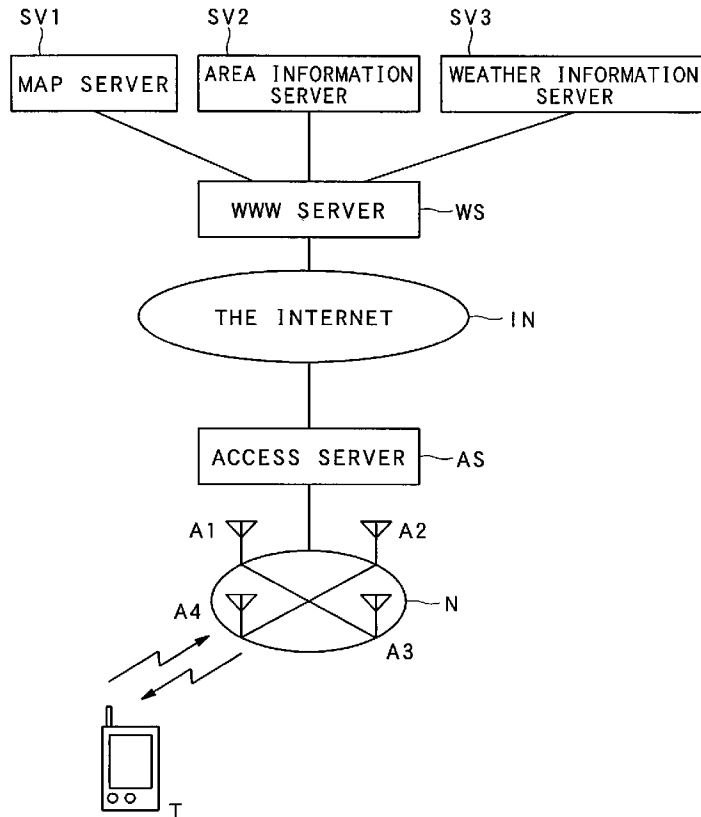 SV1
SV2
SV3
MAP SERVER
AREA INFORMATION
SERVER
WEATHER INFORMATION
SERVER
WWW SERVER
WS
THE INTERNET
IN
ACCESS SERVER
AS
A1
A2
A4
N
A3
T